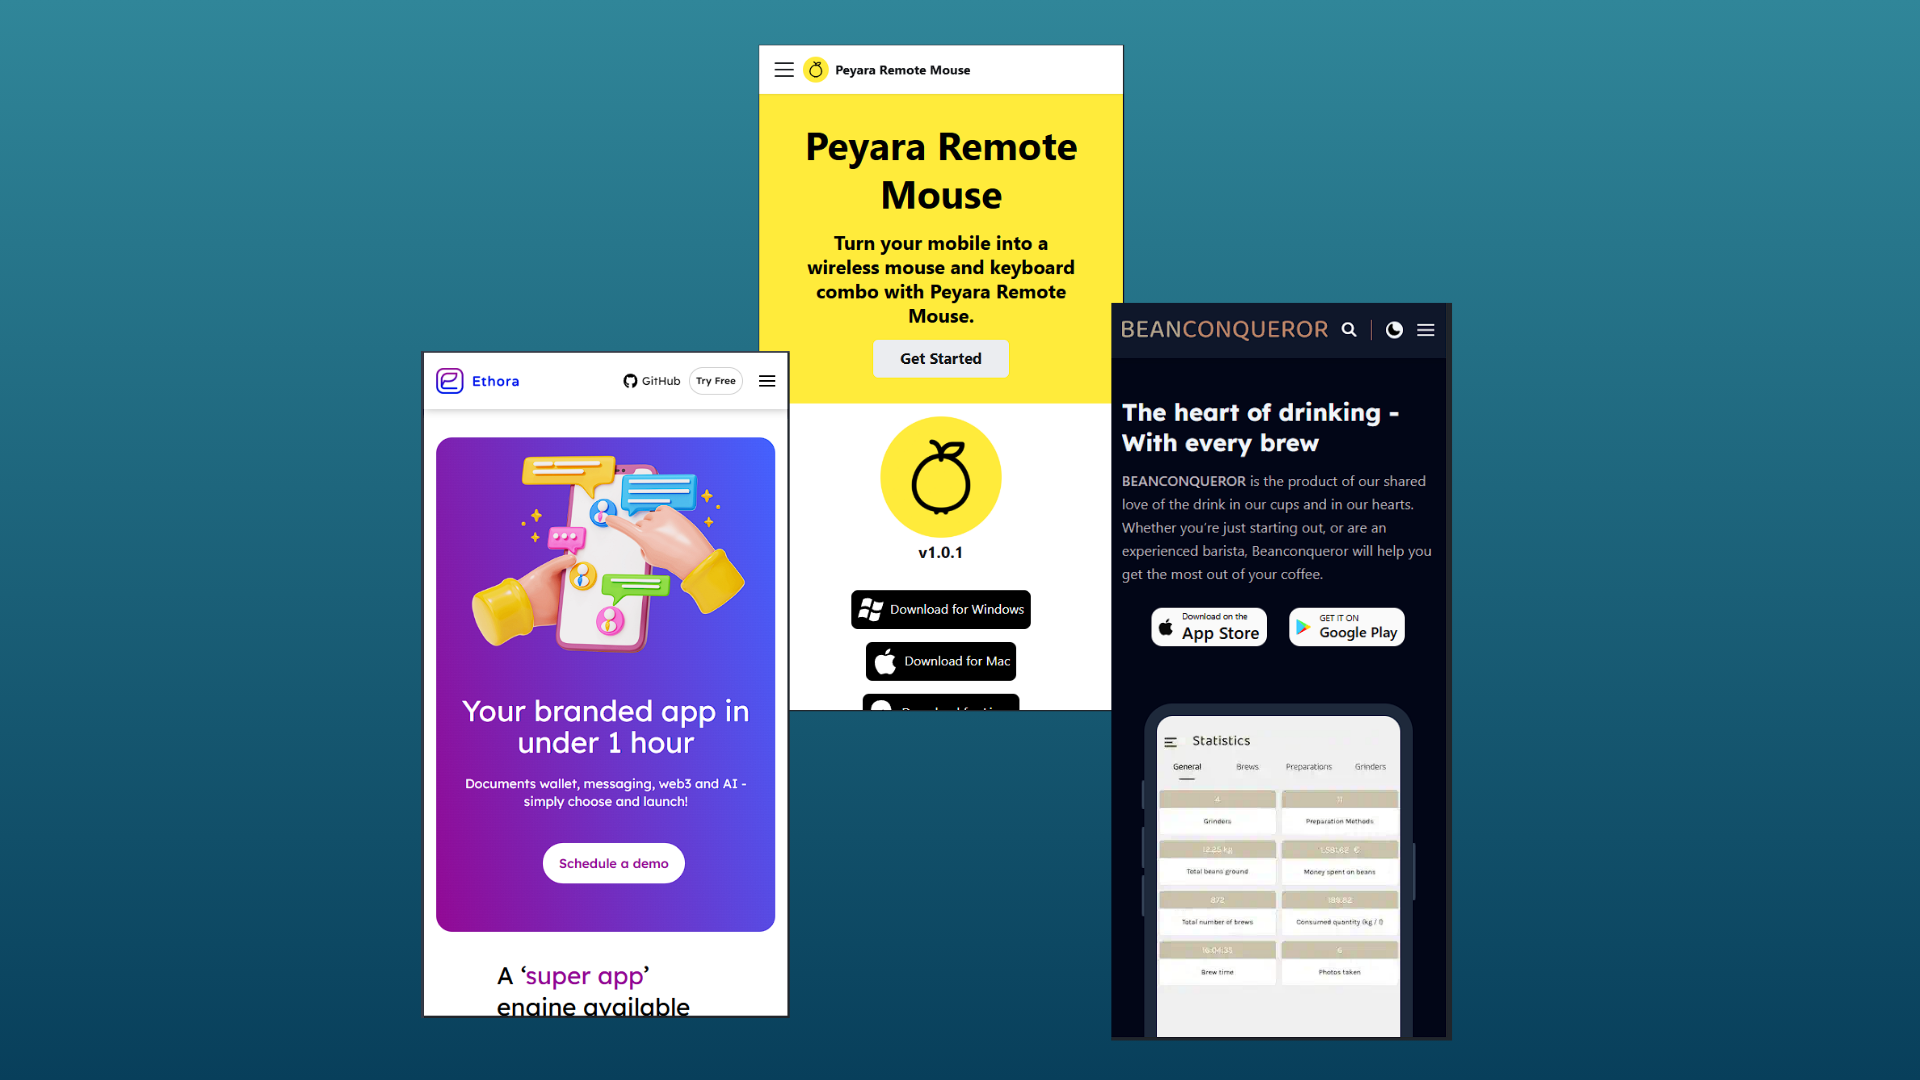 Peyara Remote Mouse
Peyara Remote
Mouse
Turn your mobile into a
wireless mouse and keyboard
combo with Peyara Remote
Mouse.
Get Started
v1.0.1
Download for Windows
Download for Mac
Ethora
GitHub
Try Free
Your branded app in
under 1 hour
Documents wallet, messaging, web3 and AI -
simply choose and launch!
Schedule a demo
A ‘super app’
engine available
BEANCONQUEROR
The heart of drinking -
With every brew
BEANCONQUEROR is the product of our shared
love of the drink in our cups and in our hearts.
Whether you’re just starting out, or are an
experienced barista, Beanconqueror will help you
get the most out of your coffee.
Download on the
App Store
GET IT ON
Google Play
Statistics
General Brews Preparations Grinders
4
11
Grinders
Preparation Methods
12.25 kg
Total beans ground
Money spent on beans
872
188.62
Total number of brews
Consumed quantity (kg / l)
16:04:35
6
Brew time
Photos taken